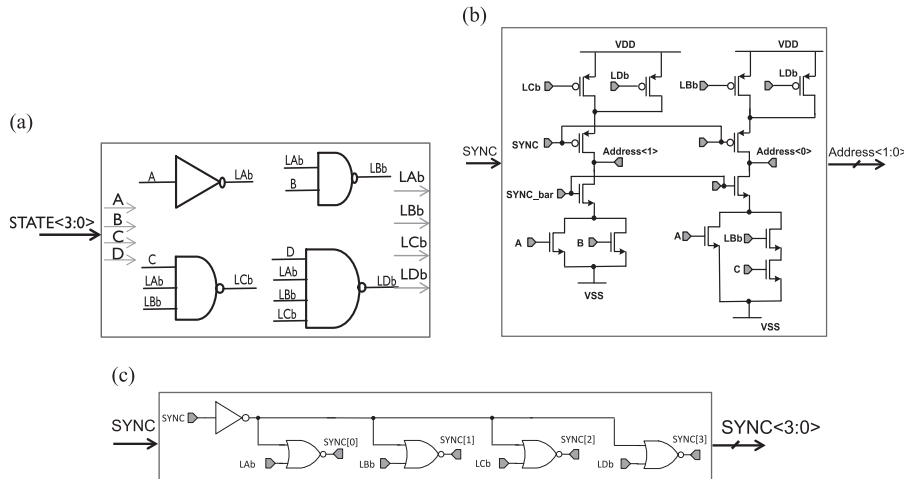 (a)
STATE<3:0>
A
B
C
D
A
LAb
LAb
B
LBb
C
LAb
LBb
LCb
D
LAb
LBb
LCb
LDb
LAb
LBb
LCb
LDb
(b)
SYNC
VDD
VDD
LCb
LDb
LBb
LDb
SYNC
Address<1>
Address<0>
SYNC_bar
A
B
A
LBb
C
VSS
VSS
Address<1:0>
(c)
SYNC
SYNC
SYNC[0]
SYNC[1]
SYNC[2]
SYNC[3]
LAb
LBb
LCb
LDb
SYNC<3:0>